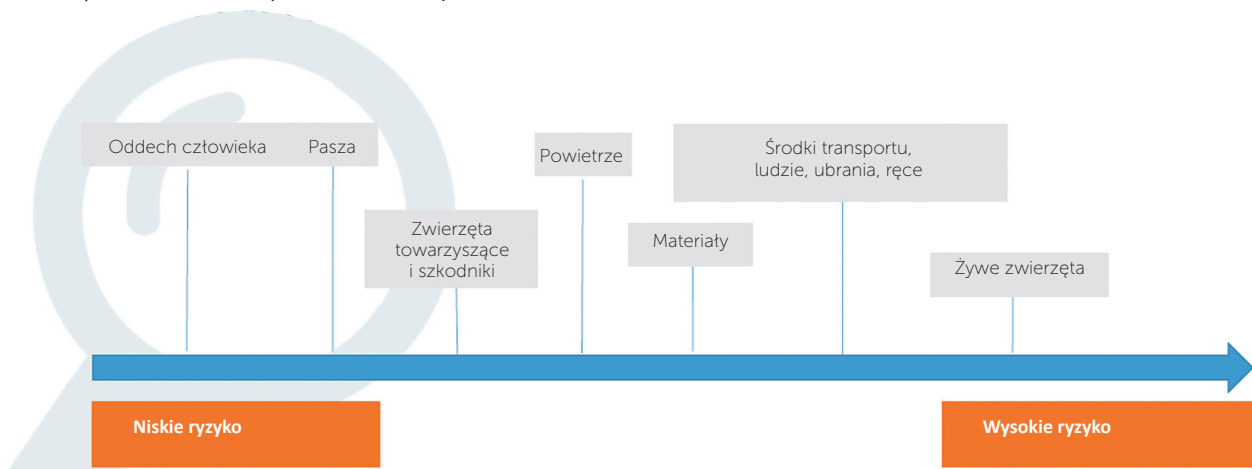 Oddech człowieka
Pasza
Zwierzęta
towarzyszące
i szkodniki
Powietrze
Materiały
Środki transportu,
ludzie, ubrania, ręce
Żywe zwierzęta
Niskie ryzyko
Wysokie ryzyko